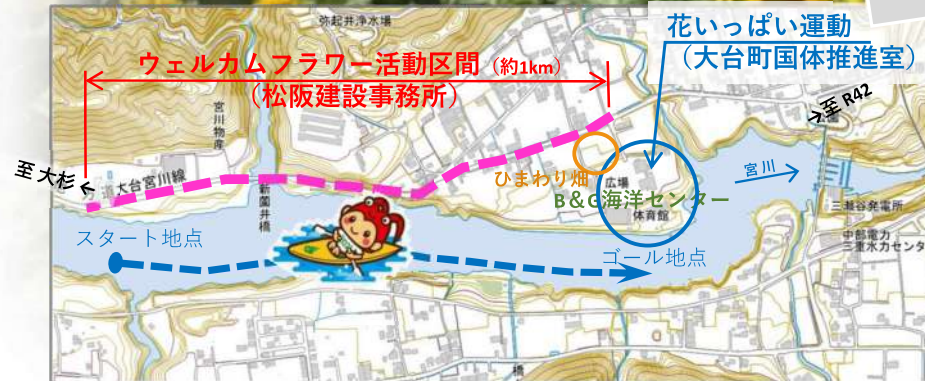 弥起井浄水場
花いっぱい運動
（大台町国体推進室）
ウェルカムフラワー活動区間（約1km）
（松阪建設事務所）
至 R42
宮川物産
至 大杉
道大台宮川線
新薗井橋
ひまわり畑
広場
B＆G海洋センター
体育館
宮川
三瀬谷発電所
中部電力
三重水力センタ
スタート地点
ゴール地点
橋